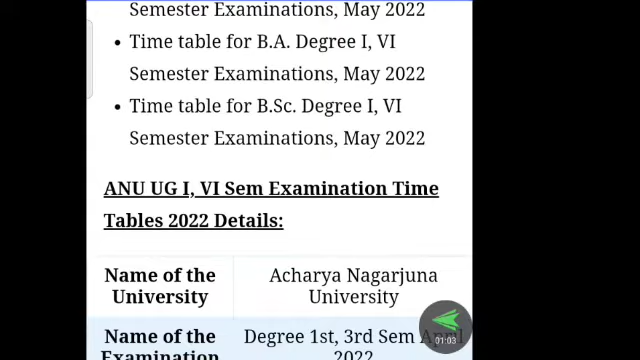 Semester Examinations, May 2022
• Time table for B.A. Degree I, VI
Semester Examinations, May 2022
• Time table for B.Sc. Degree I, VI
Semester Examinations, May 2022
ANU UG I, VI Sem Examination Time
Tables 2022 Details:
Name of the
University
Acharya Nagarjuna
University
Name of the
Examination
Degree 1st, 3rd Sem April
2022
01:03